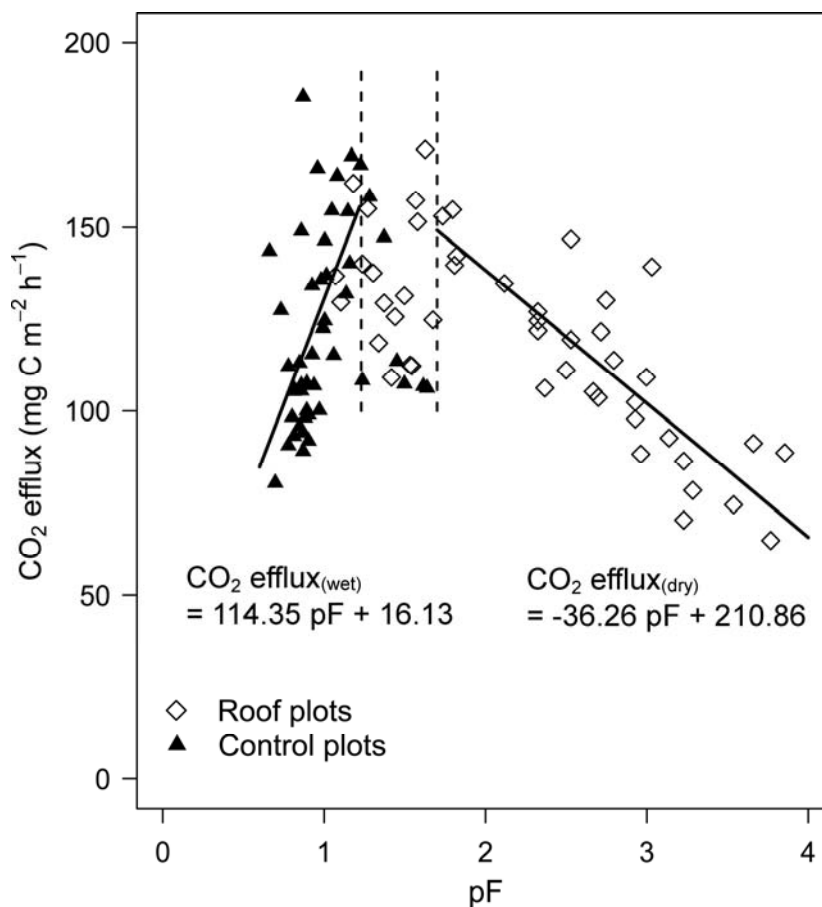 200
150
100
50
0
CO₂ efflux (mg C m⁻² h⁻¹)
CO₂ efflux(wet)
= 114.35 pF + 16.13
CO₂ efflux(dry)
= -36.26 pF + 210.86
Roof plots
Control plots
0 1 2 3 4
pF